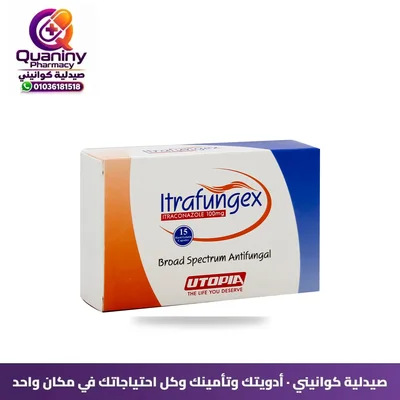 Quaniny
Pharmacy
صيدلية كوانيني
01036181518
Itrafungex
ITRACONAZOLE 100mg
15
Broad Spectrum Antifungal
UTOPIA
THE LIFE YOU DESERVE
صيدلية كوانيني - أدويتك وتأمينك وكل احتياجاتك في مكان واحد